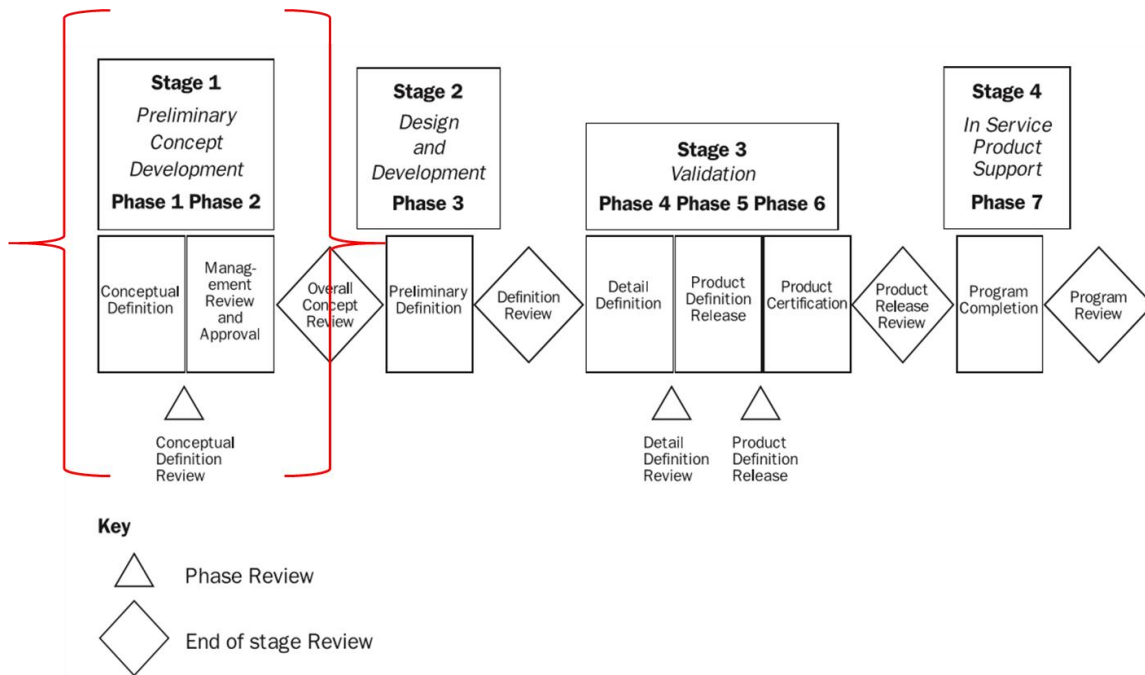 Stage 1
Preliminary
Concept
Development
Phase 1 Phase 2
Stage 2
Design
and
Development
Phase 3
Stage 3
Validation
Phase 4 Phase 5 Phase 6
Stage 4
In Service
Product
Support
Phase 7
Conceptual
Definition
Manag-
ement
Review
and
Approval
Overall
Concept
Review
Preliminary
Definition
Definition
Review
Detail
Definition
Product
Definition
Release
Product
Certification
Product
Release
Review
Program
Completion
Program
Review
Conceptual
Definition
Review
Detail
Definition
Review
Product
Definition
Release
Key
Phase Review
End of stage Review